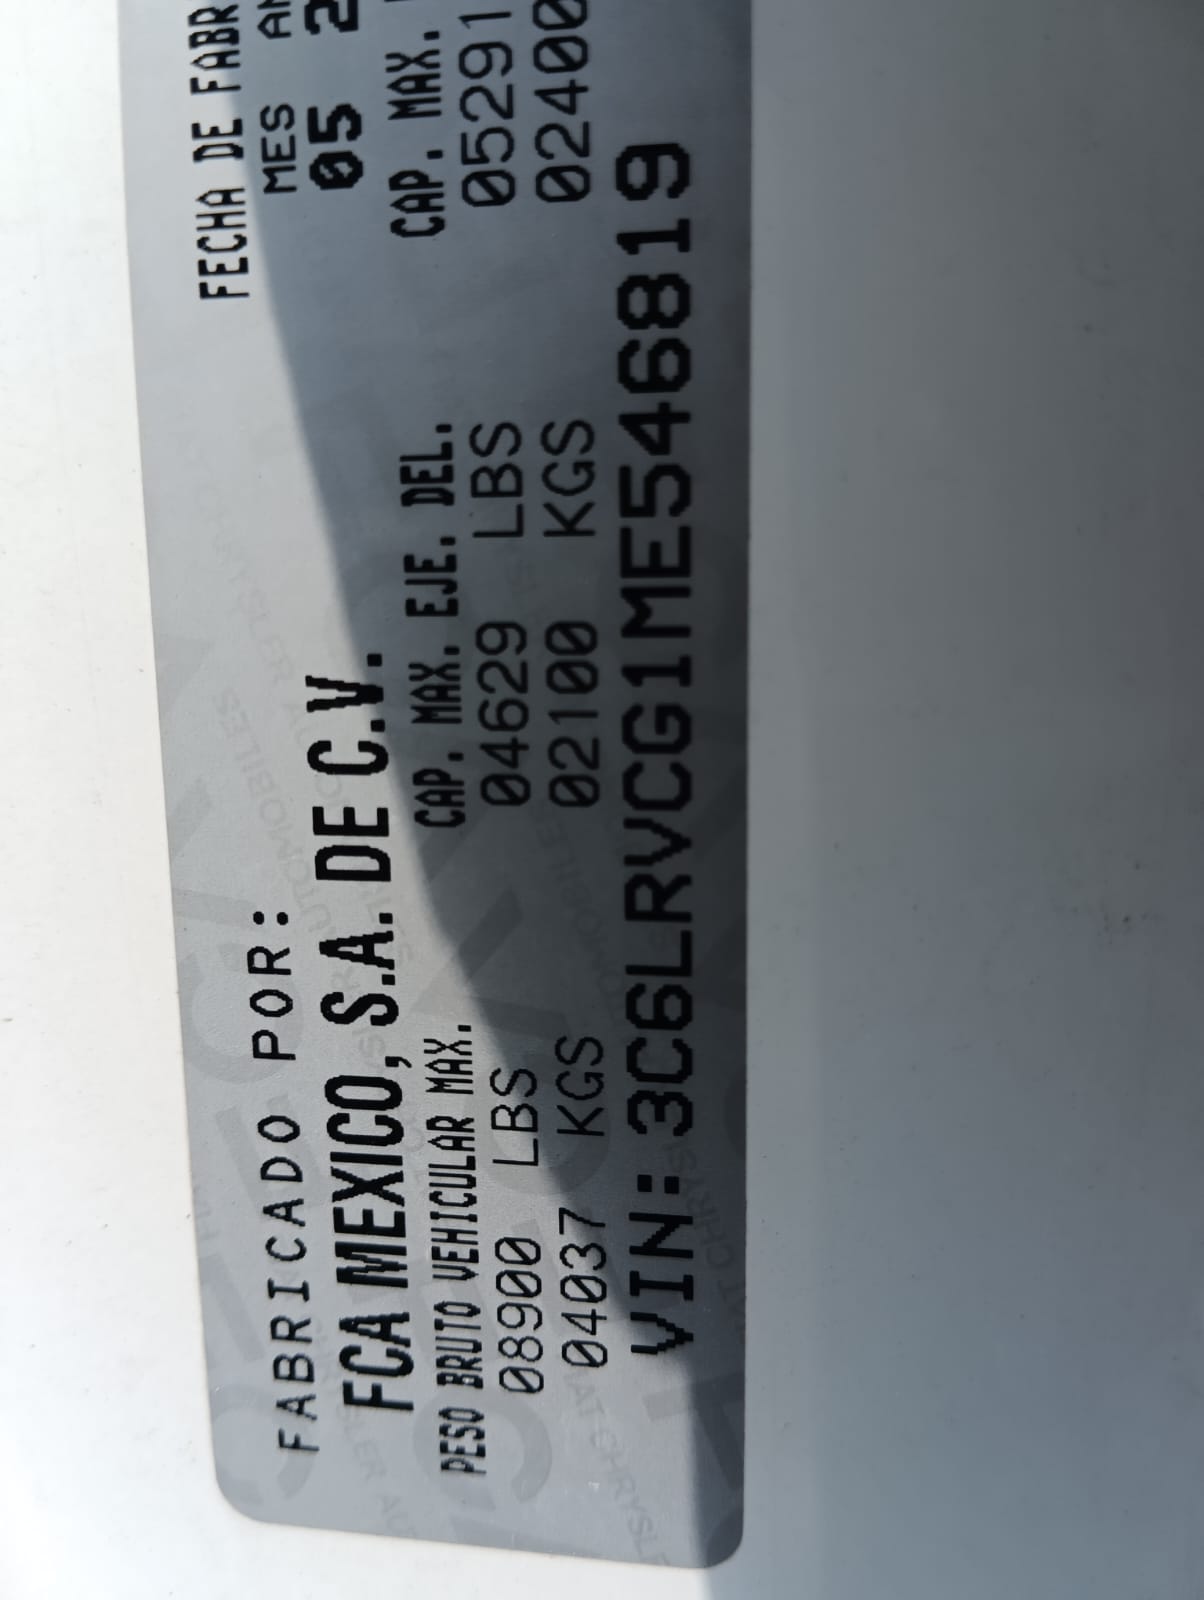 FABRICADO POR:
FCA MEXICO, S.A. DE C.V.
FECHA DE FABR
MES
05 2
PESO BRUTO VEHICULAR MAX.
08900 LBS
04037 KGS
CAP. MAX. EJE. DEL.
04629 LBS
02100 KGS
CAP. MAX.
05291
02400
VIN:3C6LRVCG1ME546819